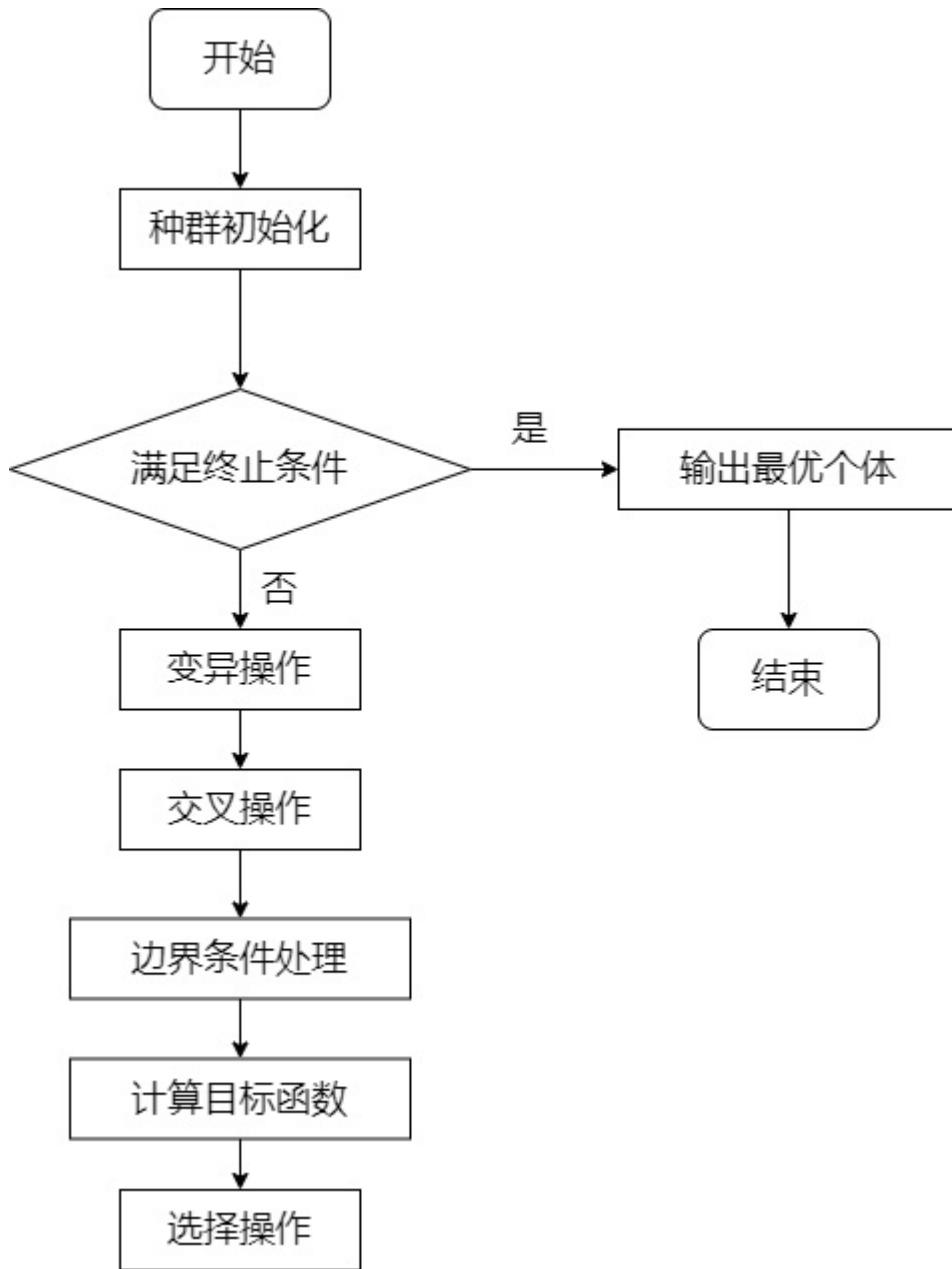 开始
种群初始化
满足终止条件
是
输出最优个体
否
变异操作
结束
交叉操作
边界条件处理
计算目标函数
选择操作